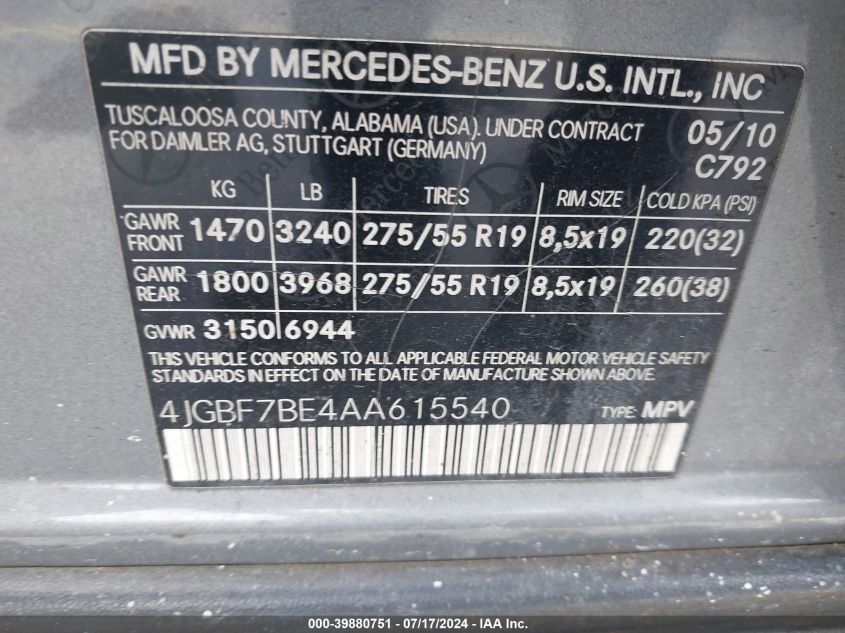 MFD BY MERCEDES-BENZ U.S. INTL., INC
TUSCALOOSA COUNTY, ALABAMA (USA). UNDER CONTRACT 05/10
FOR DAIMLER AG, STUTTGART (GERMANY) C792
KG LB TIRES RIM SIZE COLD KPA (PSI)
GAWR FRONT 1470 3240 275/55 R19 8,5x19 220(32)
GAWR REAR 1800 3968 275/55 R19 8,5x19 260(38)
GVWR 3150 6944
THIS VEHICLE CONFORMS TO ALL APPLICABLE FEDERAL MOTOR VEHICLE SAFETY
STANDARDS IN EFFECT ON THE DATE OF MANUFACTURE SHOWN ABOVE.
4JGBF7BE4AA615540 TYPE: MPV
000-39880751 - 07/17/2024 - IAA Inc.